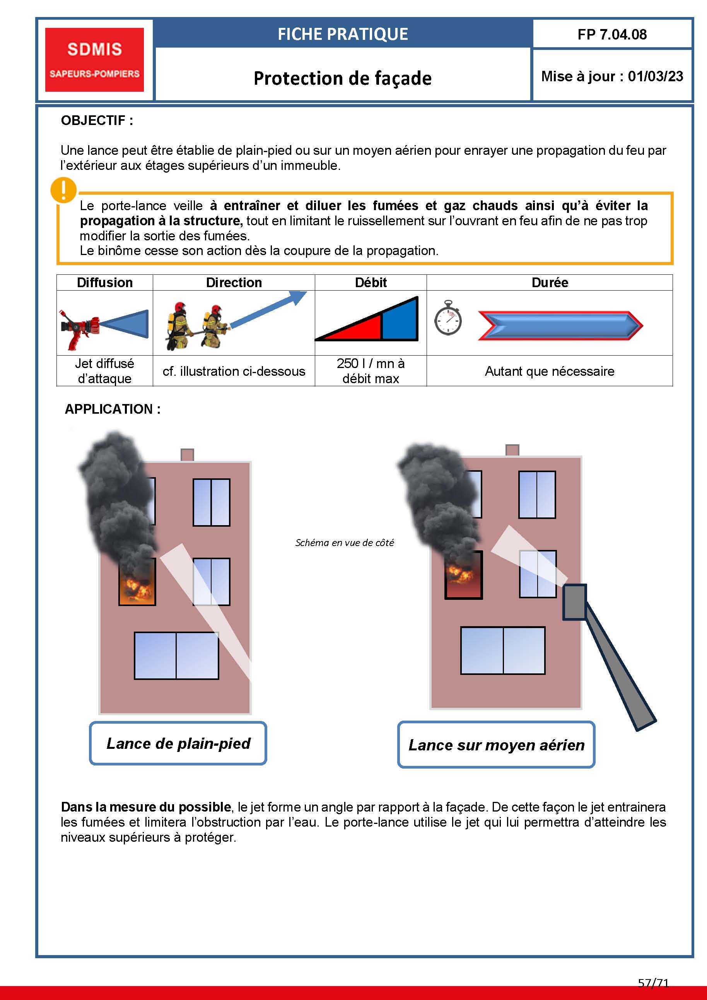 SDMIS
SAPEURS-POMPIERS
FICHE PRATIQUE
FP 7.04.08
Protection de façade
Mise à jour : 01/03/23
OBJECTIF :
Une lance peut être établie de plain-pied ou sur un moyen aérien pour enrayer une propagation du feu par
l’extérieur aux étages supérieurs d’un immeuble.
!
Le porte-lance veille à entraîner et diluer les fumées et gaz chauds ainsi qu’à éviter la
propagation à la structure, tout en limitant le ruissellement sur l’ouvrant en feu afin de ne pas trop
modifier la sortie des fumées.
Le binôme cesse son action dès la coupure de la propagation.
Diffusion Direction Débit Durée
Jet diffusé
d’attaque
cf. illustration ci-dessous
250 l / mn à
débit max
Autant que nécessaire
APPLICATION :
Schéma en vue de côté
Lance de plain-pied
Lance sur moyen aérien
Dans la mesure du possible, le jet forme un angle par rapport à la façade. De cette façon le jet entrainera
les fumées et limitera l’obstruction par l’eau. Le porte-lance utilise le jet qui lui permettra d’atteindre les
niveaux supérieurs à protéger.
57/71